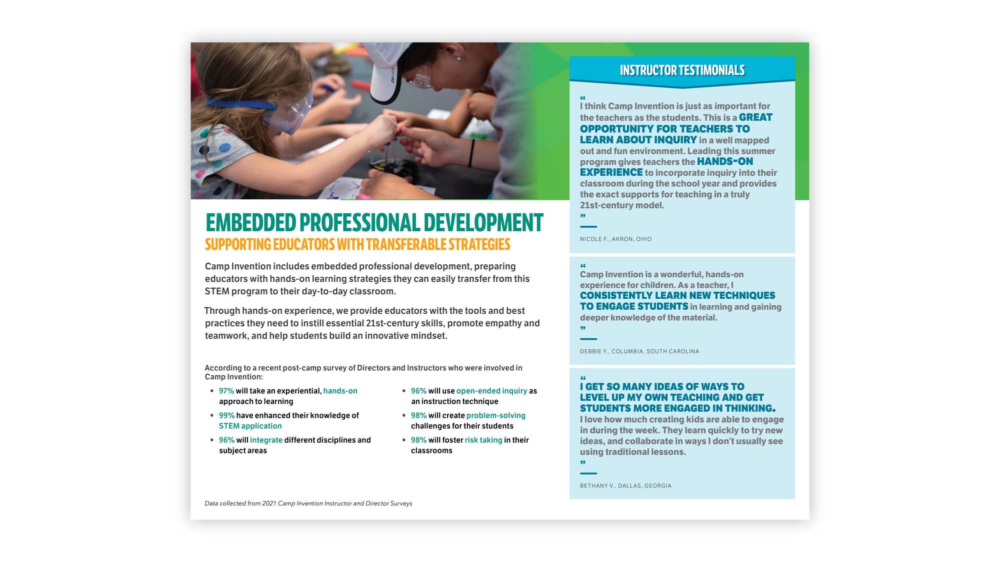 DRI-FIT
EMBEDDED PROFESSIONAL DEVELOPMENT
SUPPORTING EDUCATORS WITH TRANSFERABLE STRATEGIES
Camp Invention includes embedded professional development, preparing
educators with hands-on learning strategies they can easily transfer from this
STEM program to their day-to-day classroom.
Through hands-on experience, we provide educators with the tools and best
practices they need to instill essential 21st-century skills, promote empathy and
teamwork, and help students build an innovative mindset.
According to a recent post-camp survey of Directors and Instructors who were involved in
Camp Invention:
• 97% will take an experiential, hands-on
approach to learning
• 99% have enhanced their knowledge of
STEM application
• 96% will integrate different disciplines and
subject areas
• 96% will use open-ended inquiry as
an instruction technique
• 98% will create problem-solving
challenges for their students
• 98% will foster risk taking in their
classrooms
Data collected from 2021 Camp Invention Instructor and Director Surveys
INSTRUCTOR TESTIMONIALS
“
I think Camp Invention is just as important for
the teachers as the students. This is a GREAT
OPPORTUNITY FOR TEACHERS TO
LEARN ABOUT INQUIRY in a well mapped
out and fun environment. Leading this summer
program gives teachers the HANDS-ON
EXPERIENCE to incorporate inquiry into their
classroom during the school year and provides
the exact supports for teaching in a truly
21st-century model.
”
NICOLE F., AKRON, OHIO
“
Camp Invention is a wonderful, hands-on
experience for children. As a teacher, I
CONSISTENTLY LEARN NEW TECHNIQUES
TO ENGAGE STUDENTS in learning and gaining
deeper knowledge of the material.
”
DEBBIE Y., COLUMBIA, SOUTH CAROLINA
“
I GET SO MANY IDEAS OF WAYS TO
LEVEL UP MY OWN TEACHING AND GET
STUDENTS MORE ENGAGED IN THINKING.
I love how much creating kids are able to engage
in during the week. They learn quickly to try new
ideas, and collaborate in ways I don’t usually see
using traditional lessons.
”
BETHANY V., DALLAS, GEORGIA